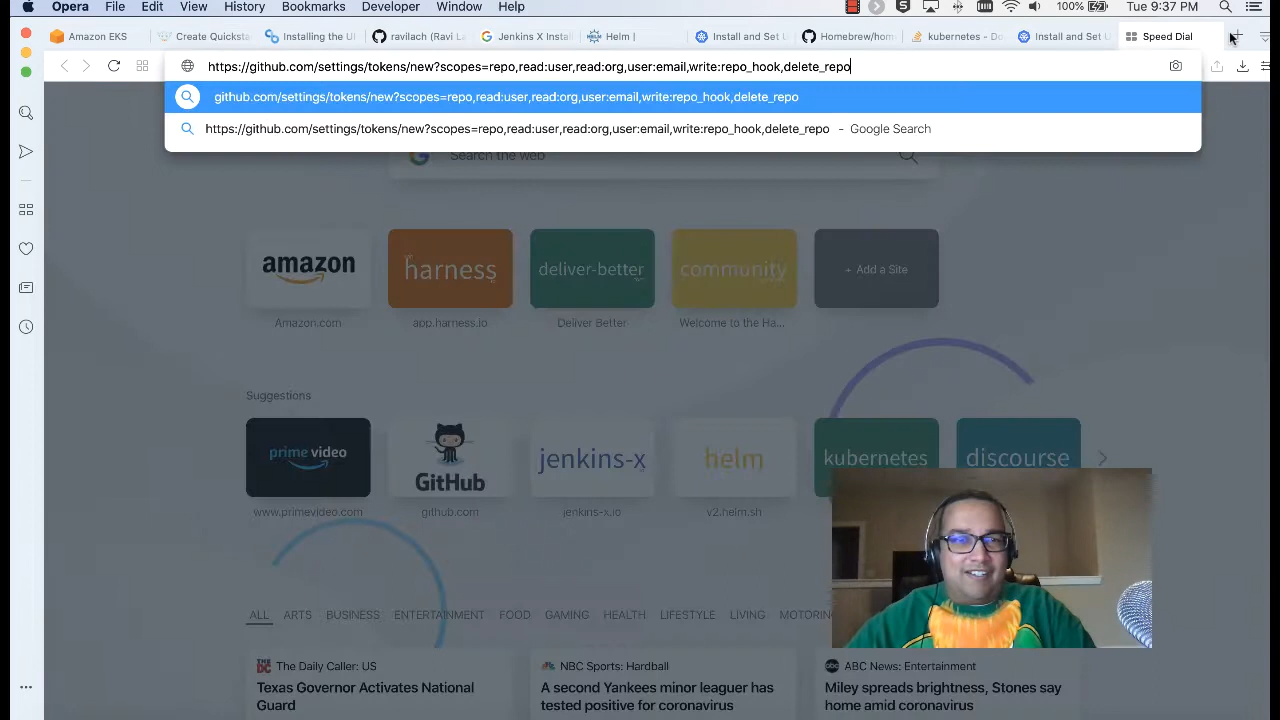 Opera File Edit View History Bookmarks Developer Window Help
100% Tue 9:37 PM
Amazon EKS
Create Quicksta
Installing the UI
ravilach (Ravi La
Jenkins X Install
Helm |
Install and Set U
Homebrew/hom
kubernetes - Do
Install and Set U
Speed Dial
https://github.com/settings/tokens/new?scopes=repo,read:user,read:org,user:email,write:repo_hook,delete_repo
github.com/settings/tokens/new?scopes=repo,read:user,read:org,user:email,write:repo_hook,delete_repo
https://github.com/settings/tokens/new?scopes=repo,read:user,read:org,user:email,write:repo_hook,delete_repo - Google Search
Search the web
amazon
harness
deliver-better
community
+ Add a Site
Amazon.com
app.harness.io
Deliver Better
Welcome to the Ha...
Suggestions
prime video
GitHub
jenkins-x
helm
kubernetes
discourse
www.primevideo.com
github.com
jenkins-x.io
v2.helm.sh
ALL ARTS BUSINESS ENTERTAINMENT FOOD GAMING HEALTH LIFESTYLE LIVING MOTORIN
The Daily Caller: US
Texas Governor Activates National
Guard
NBC Sports: Hardball
A second Yankees minor leaguer has
tested positive for coronavirus
ABC News: Entertainment
Miley spreads brightness, Stones say
home amid coronavirus